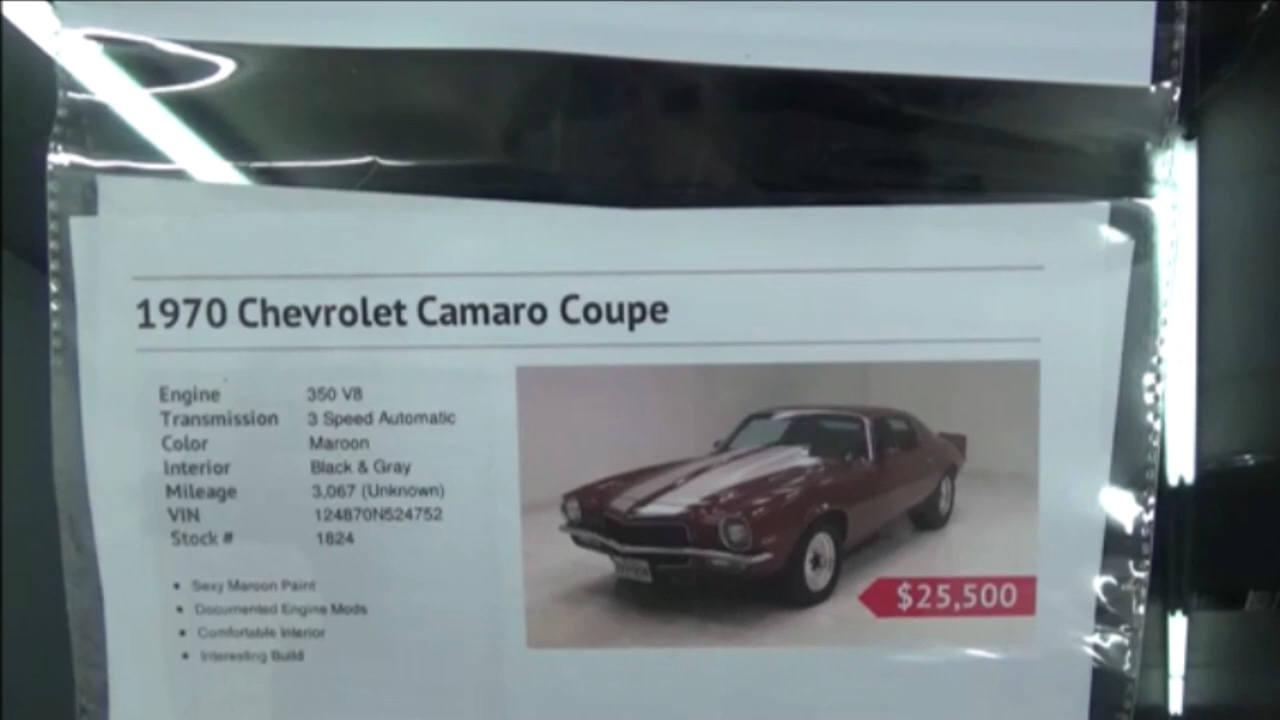 1970 Chevrolet Camaro Coupe
Engine 350 V8
Transmission 3 Speed Automatic
Color Maroon
Interior Black & Gray
Mileage 3,067 (Unknown)
VIN 124870N524752
Stock # 1824
• Sexy Maroon Paint
• Documented Engine Mods
• Comfortable Interior
• Interesting Build
$25,500